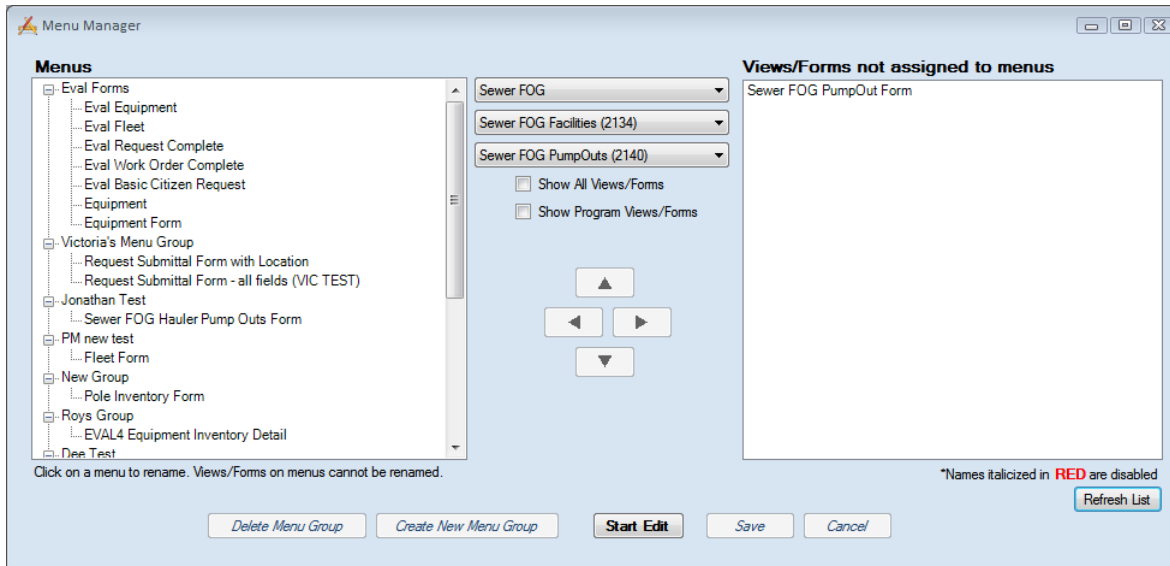 Menu Manager
Menus
Eval Forms
Eval Equipment
Eval Fleet
Eval Request Complete
Eval Work Order Complete
Eval Basic Citizen Request
Equipment
Equipment Form
Victoria's Menu Group
Request Submittal Form with Location
Request Submittal Form - all fields (VIC TEST)
Jonathan Test
Sewer FOG Hauler Pump Outs Form
PM new test
Fleet Form
New Group
Pole Inventory Form
Roys Group
EVAL4 Equipment Inventory Detail
Dee Test
Click on a menu to rename. Views/Forms on menus cannot be renamed.
Sewer FOG
Sewer FOG Facilities (2134)
Sewer FOG PumpOuts (2140)
Show All Views/Forms
Show Program Views/Forms
Views/Forms not assigned to menus
Sewer FOG PumpOut Form
*Names italicized in RED are disabled
Refresh List
Delete Menu Group
Create New Menu Group
Start Edit
Save
Cancel